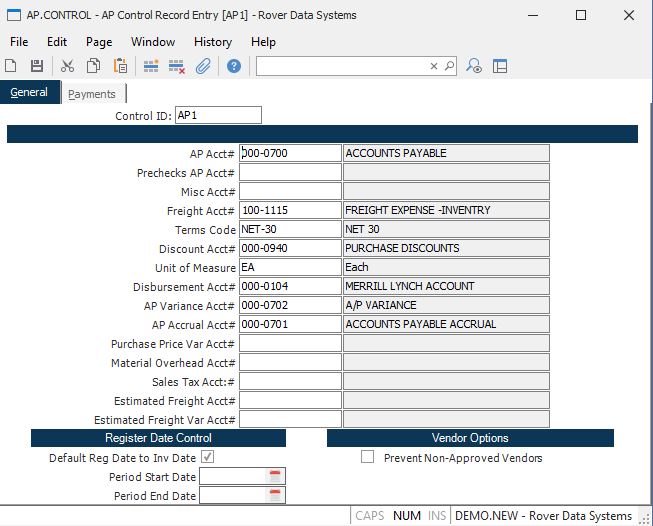 AP.CONTROL - AP Control Record Entry [AP1] - Rover Data Systems
File Edit Page Window History Help
General Payments
Control ID: AP1
AP Acct# 000-0700 ACCOUNTS PAYABLE
Prechecks AP Acct#
Misc Acct#
Freight Acct# 100-1115 FREIGHT EXPENSE -INVENTRY
Terms Code NET-30 NET 30
Discount Acct# 000-0940 PURCHASE DISCOUNTS
Unit of Measure EA Each
Disbursement Acct# 000-0104 MERRILL LYNCH ACCOUNT
AP Variance Acct# 000-0702 A/P VARIANCE
AP Accrual Acct# 000-0701 ACCOUNTS PAYABLE ACCRUAL
Purchase Price Var Acct#
Material Overhead Acct#
Sales Tax Acct:#
Estimated Freight Acct#
Estimated Freight Var Acct#
Register Date Control Vendor Options
Default Reg Date to Inv Date Prevent Non-Approved Vendors
Period Start Date
Period End Date
CAPS NUM INS DEMO.NEW - Rover Data Systems